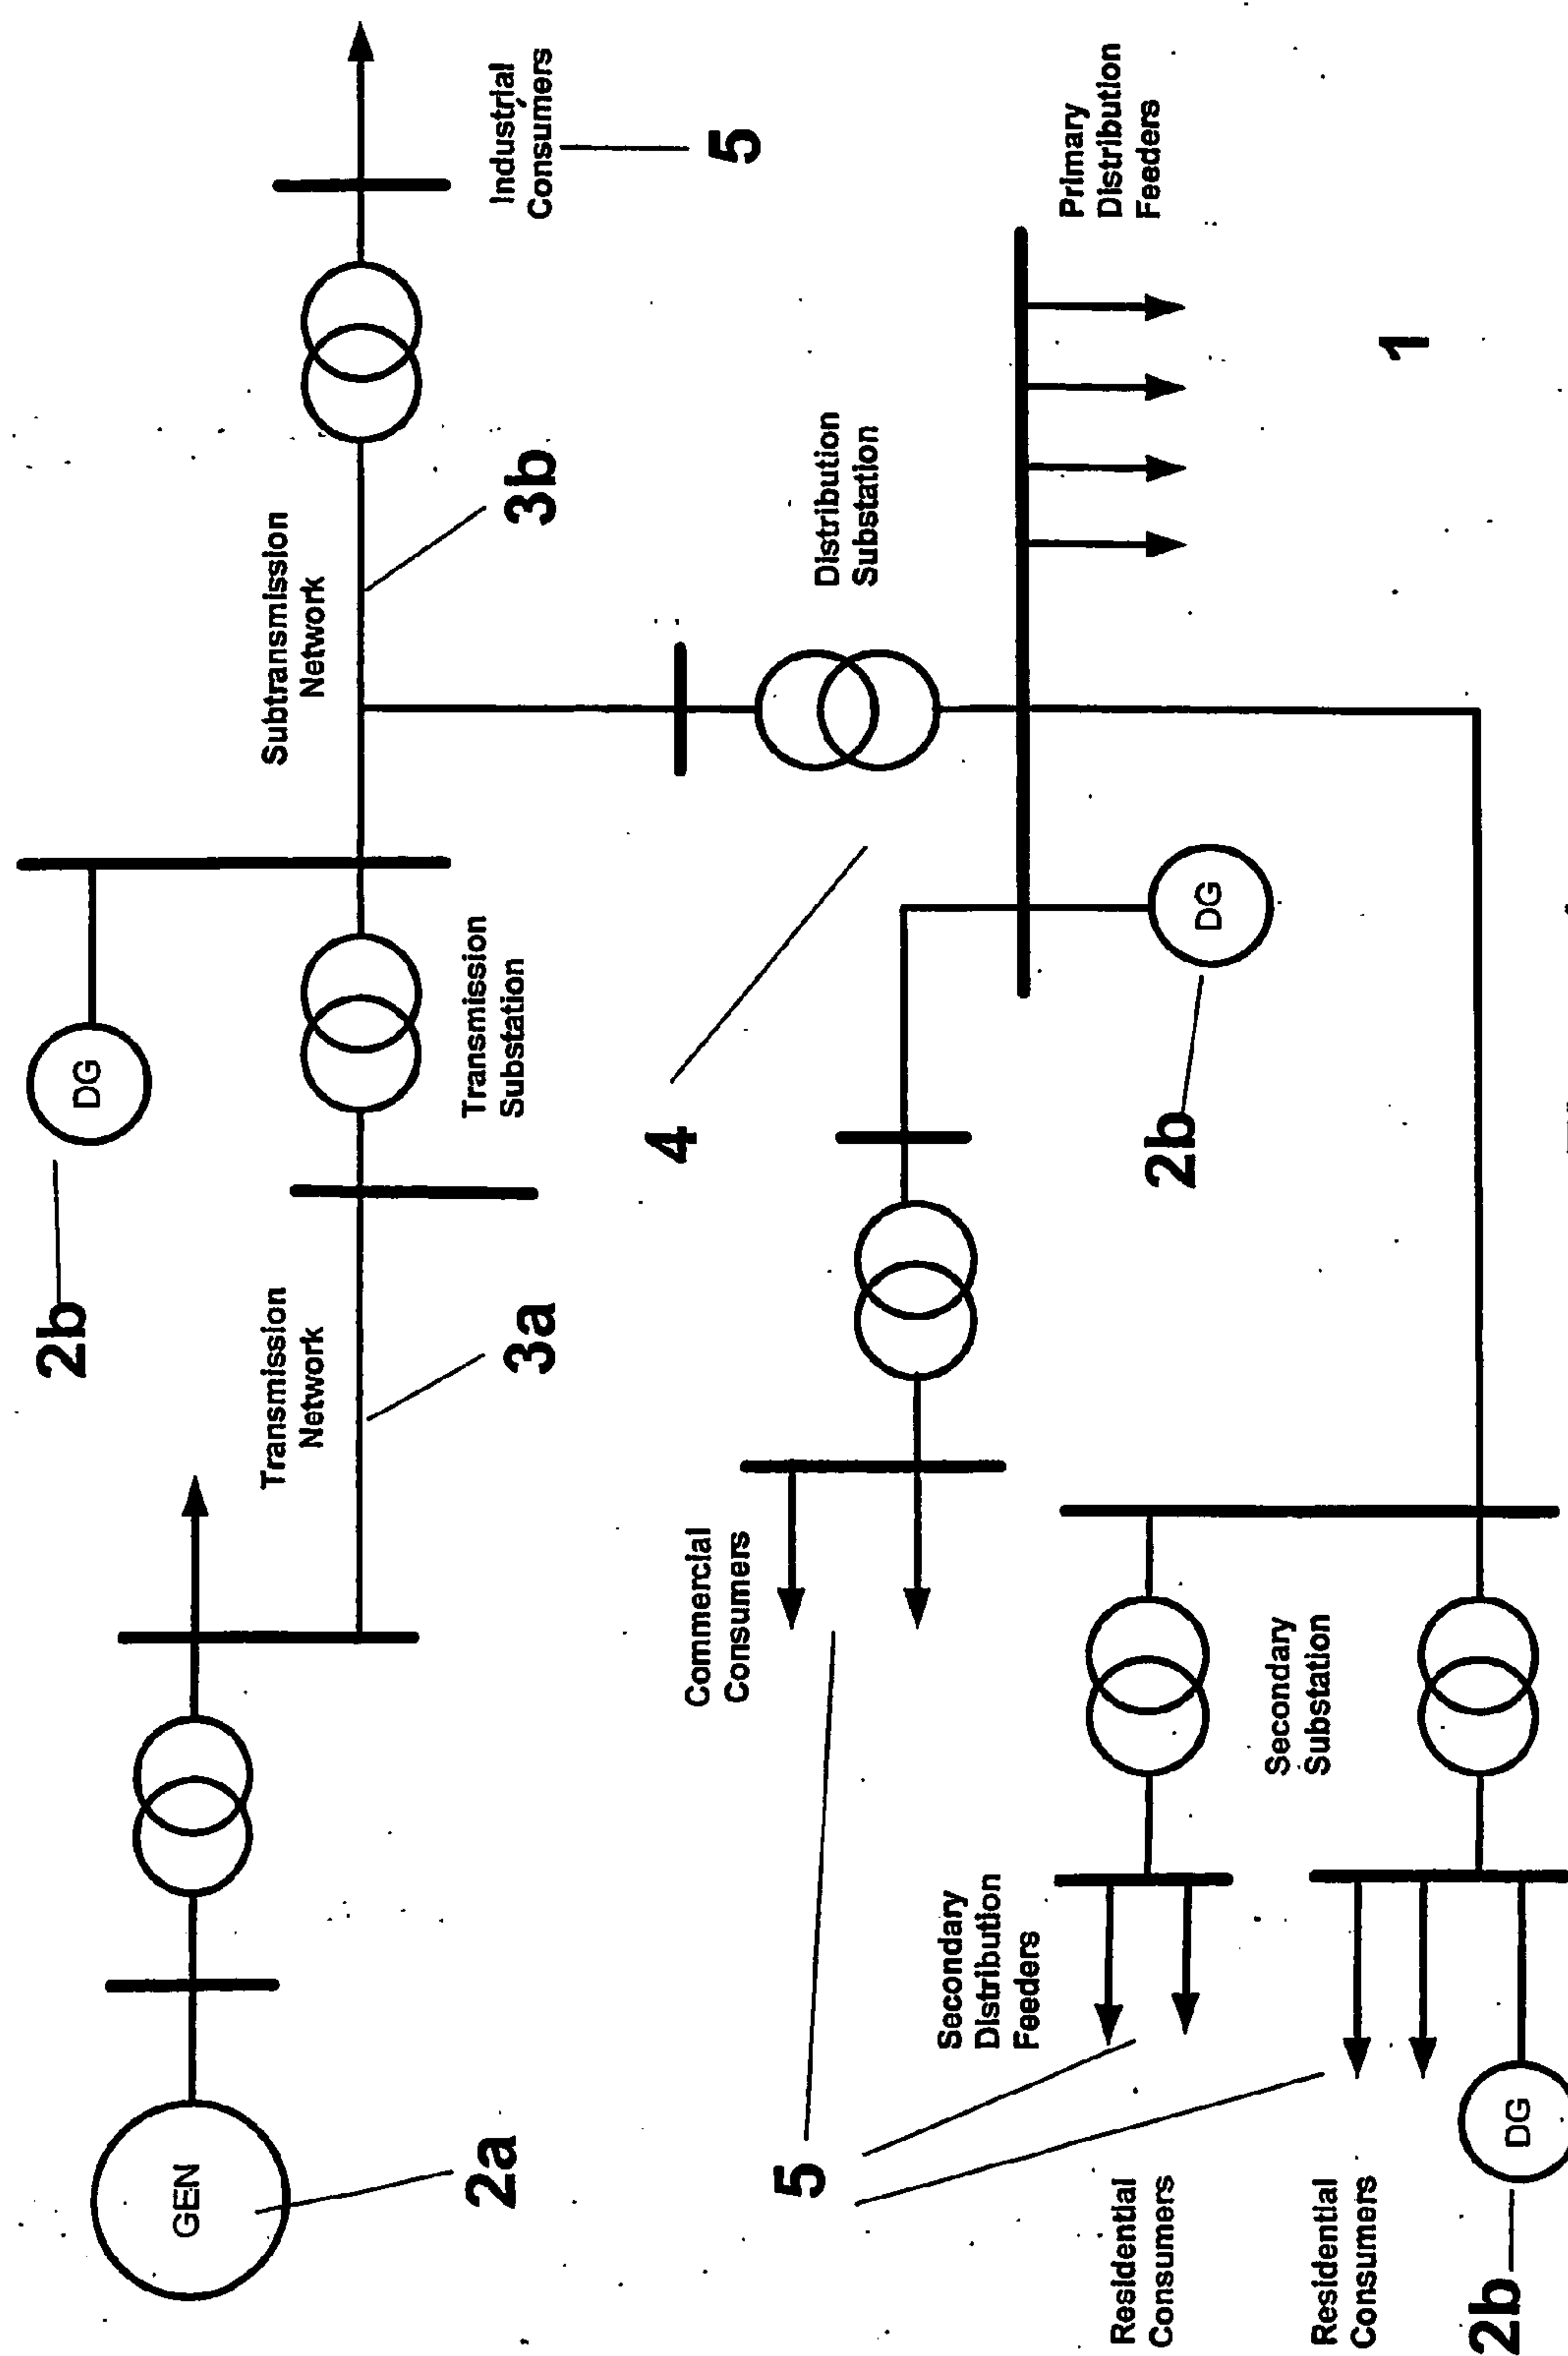 2b
DG
GEN
Transmission
Network
Subtransmission
Network
2a
3a
Transmission
Substation
3b
Industrial
Consumers
5
4
Commercial
Consumers
5
Distribution
Substation
Secondary
Distribution
Feeders
Primary
Distribution
Feeders
Residential
Consumers
2b
DG
Secondary
Substation
Residential
Consumers
1
2b
DG